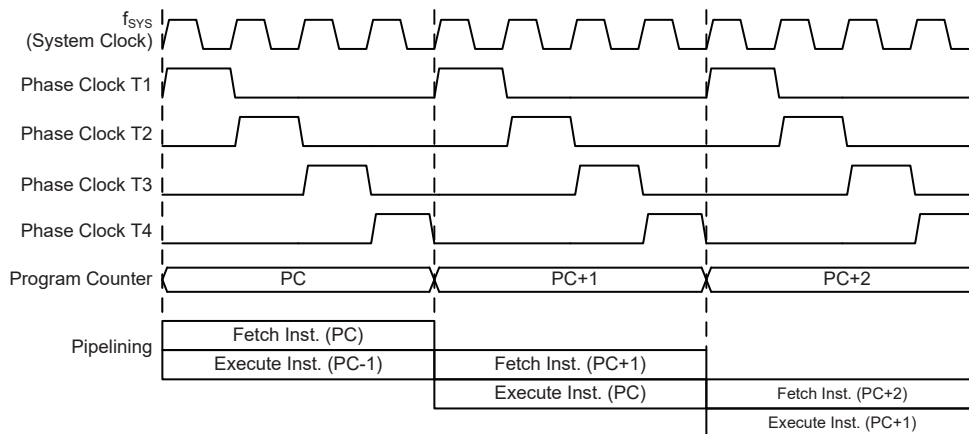 fSYS
(System Clock)
Phase Clock T1
Phase Clock T2
Phase Clock T3
Phase Clock T4
Program Counter PC PC+1 PC+2
Pipelining
Fetch Inst. (PC)
Execute Inst. (PC-1) Fetch Inst. (PC+1)
Execute Inst. (PC) Fetch Inst. (PC+2)
Execute Inst. (PC+1)